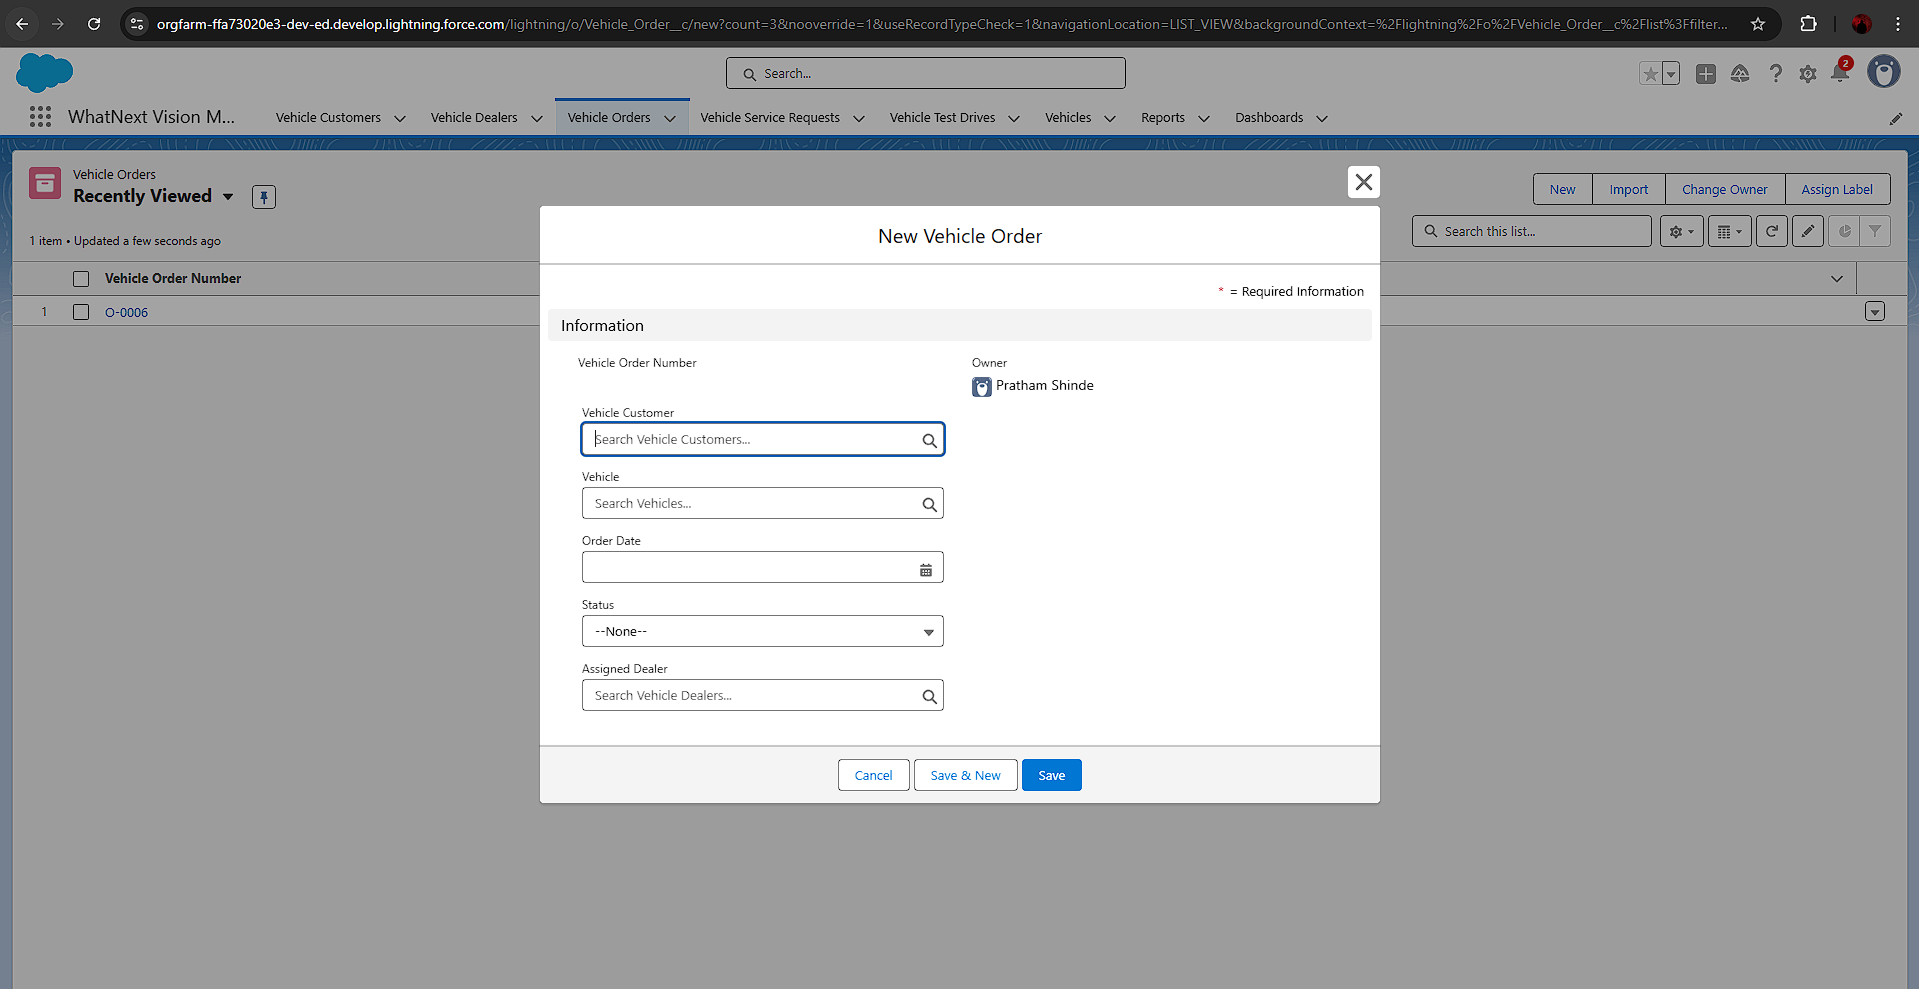 orgfarm-ffa73020e3-dev-ed.develop.lightning.force.com/lightning/o/Vehicle_Order__c/new?count=3&nooverride=1&useRecordTypeCheck=1&navigationLocation=LIST_VIEW&backgroundContext=%2Flightning%2Fo%2FVehicle_Order__c%2Flist%3Ffilter...
Search...
2
WhatNext Vision M...
Vehicle Customers
Vehicle Dealers
Vehicle Orders
Vehicle Service Requests
Vehicle Test Drives
Vehicles
Reports
Dashboards
Vehicle Orders
Recently Viewed
New
Import
Change Owner
Assign Label
1 item • Updated a few seconds ago
Search this list...
Vehicle Order Number
1
O-0006
New Vehicle Order
* = Required Information
Information
Vehicle Order Number
Owner
Pratham Shinde
Vehicle Customer
Search Vehicle Customers...
Vehicle
Search Vehicles...
Order Date
Status
--None--
Assigned Dealer
Search Vehicle Dealers...
Cancel
Save & New
Save